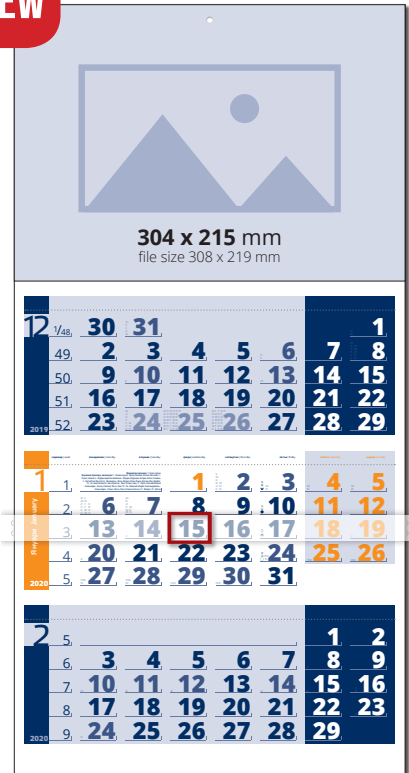 EW
304 x 215 mm
file size 308 x 219 mm
12 1/48 30 31 1
49 2 3 4 5 6 7 8
50 9 10 11 12 13 14 15
51 16 17 18 19 20 21 22
2019 52 23 24 25 26 27 28 29
1 1 1 2 3 4 5
2 6 7 8 9 10 11 12
January 3 13 14 15 16 17 18 19
4 20 21 22 23 24 25 26
2020 5 27 28 29 30 31
2 5 1 2
6 3 4 5 6 7 8 9
7 10 11 12 13 14 15 16
8 17 18 19 20 21 22 23
2020 9 24 25 26 27 28 29